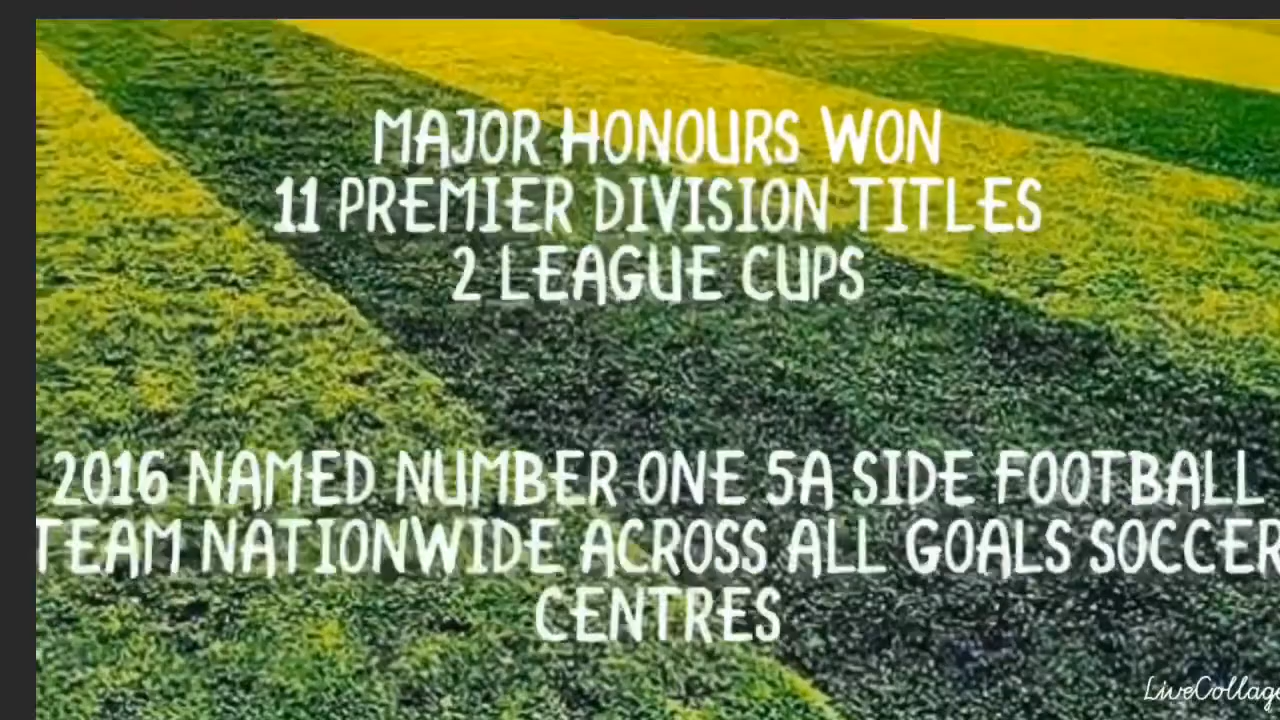 MAJOR HONOURS WON
11 PREMIER DIVISION TITLES
2 LEAGUE CUPS
2016 NAMED NUMBER ONE 5A SIDE FOOTBALL
TEAM NATIONWIDE ACROSS ALL GOALS SOCCER
CENTRES
LiveCollage